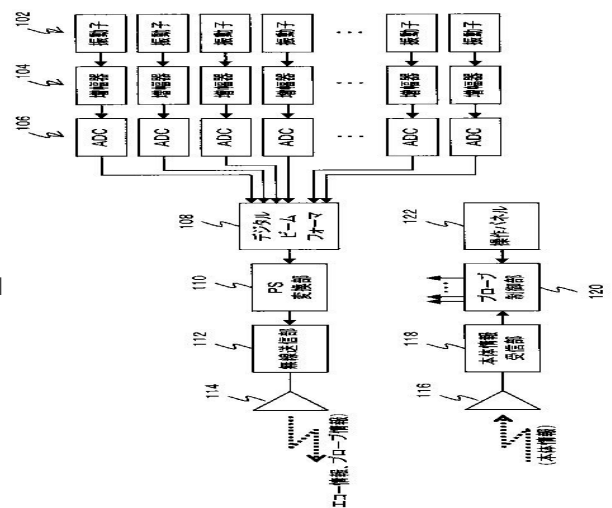 102
振動子
振動子
振動子
振動子
・・・
振動子
振動子
104
増幅器
増幅器
増幅器
増幅器
・・・
増幅器
増幅器
106
ADC
ADC
ADC
ADC
・・・
ADC
ADC
108
デジタル
ビーム
フォーマ
110
PS
変換部
112
無線送信部
114
エコー情報、プローブ情報)
122
操作パネル
・・・
プローブ
制御部
120
118
本体情報
受信部
116
(本体情報)